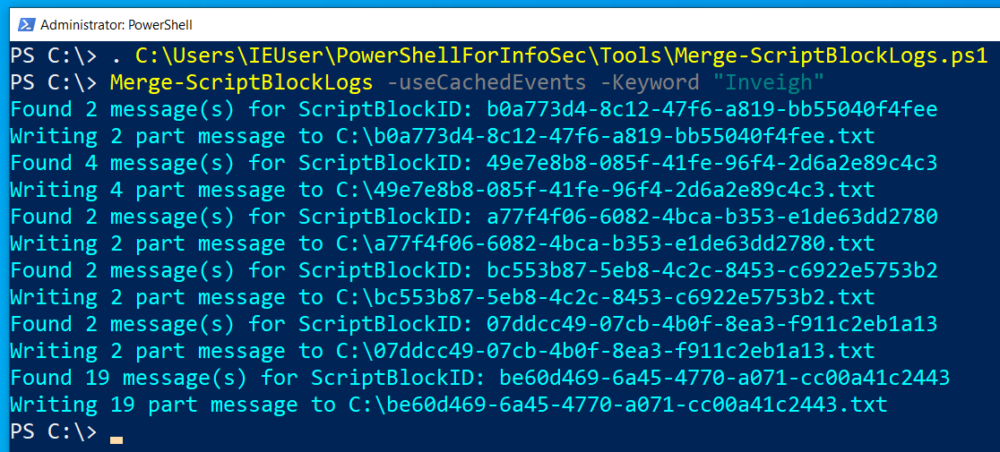 Administrator: PowerShell
PS C:\> . C:\Users\IEUser\PowerShellForInfoSec\Tools\Merge-ScriptBlockLogs.ps1
PS C:\> Merge-ScriptBlockLogs -useCachedEvents -Keyword "Inveigh"
Found 2 message(s) for ScriptBlockID: b0a773d4-8c12-47f6-a819-bb55040f4fee
Writing 2 part message to C:\b0a773d4-8c12-47f6-a819-bb55040f4fee.txt
Found 4 message(s) for ScriptBlockID: 49e7e8b8-085f-41fe-96f4-2d6a2e89c4c3
Writing 4 part message to C:\49e7e8b8-085f-41fe-96f4-2d6a2e89c4c3.txt
Found 2 message(s) for ScriptBlockID: a77f4f06-6082-4bca-b353-e1de63dd2780
Writing 2 part message to C:\a77f4f06-6082-4bca-b353-e1de63dd2780.txt
Found 2 message(s) for ScriptBlockID: bc553b87-5eb8-4c2c-8453-c6922e5753b2
Writing 2 part message to C:\bc553b87-5eb8-4c2c-8453-c6922e5753b2.txt
Found 2 message(s) for ScriptBlockID: 07ddcc49-07cb-4b0f-8ea3-f911c2eb1a13
Writing 2 part message to C:\07ddcc49-07cb-4b0f-8ea3-f911c2eb1a13.txt
Found 19 message(s) for ScriptBlockID: be60d469-6a45-4770-a071-cc00a41c2443
Writing 19 part message to C:\be60d469-6a45-4770-a071-cc00a41c2443.txt
PS C:\>